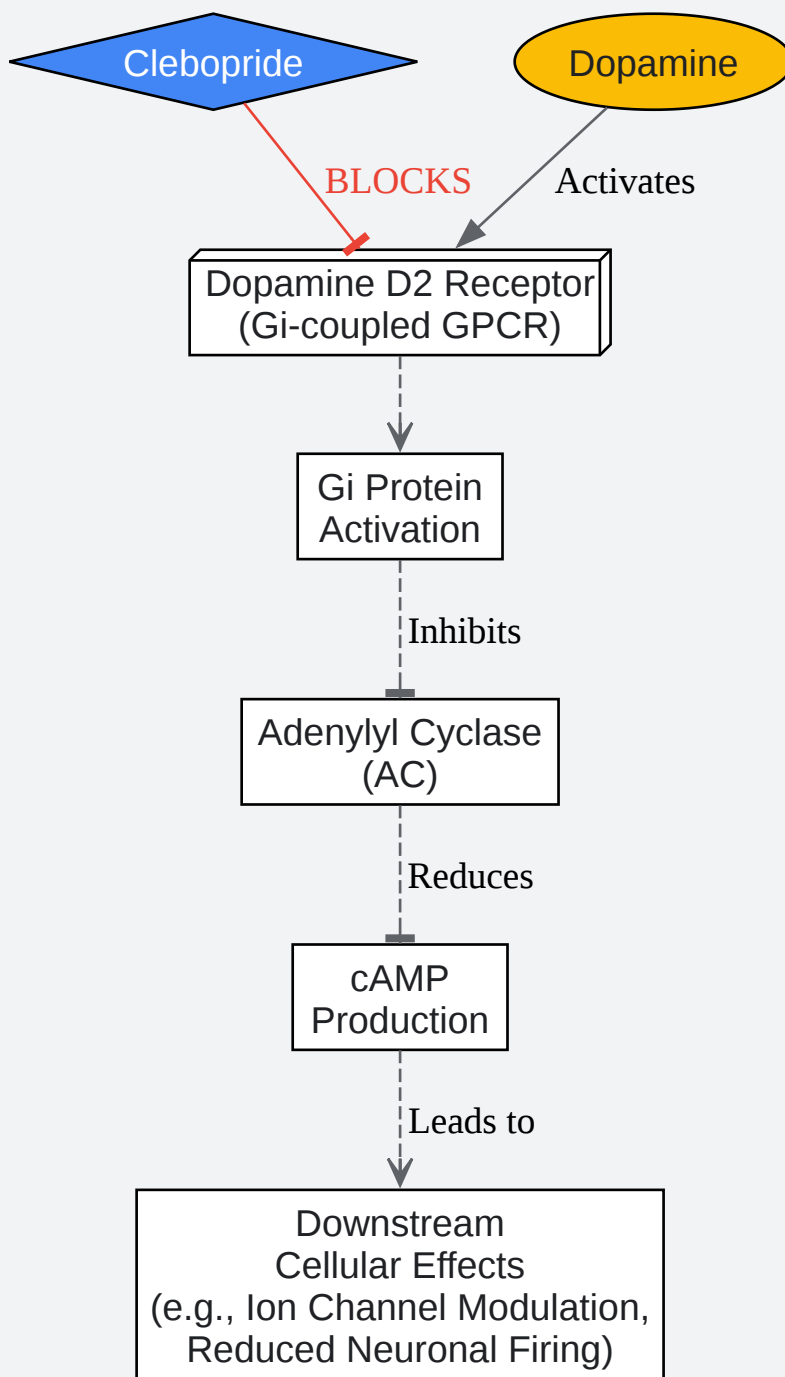 Clebopride
Dopamine
BLOCKS
Activates
Dopamine D2 Receptor
(Gi-coupled GPCR)
Gi Protein
Activation
Inhibits
Adenylyl Cyclase
(AC)
Reduces
cAMP
Production
Leads to
Downstream
Cellular Effects
(e.g., Ion Channel Modulation,
Reduced Neuronal Firing)